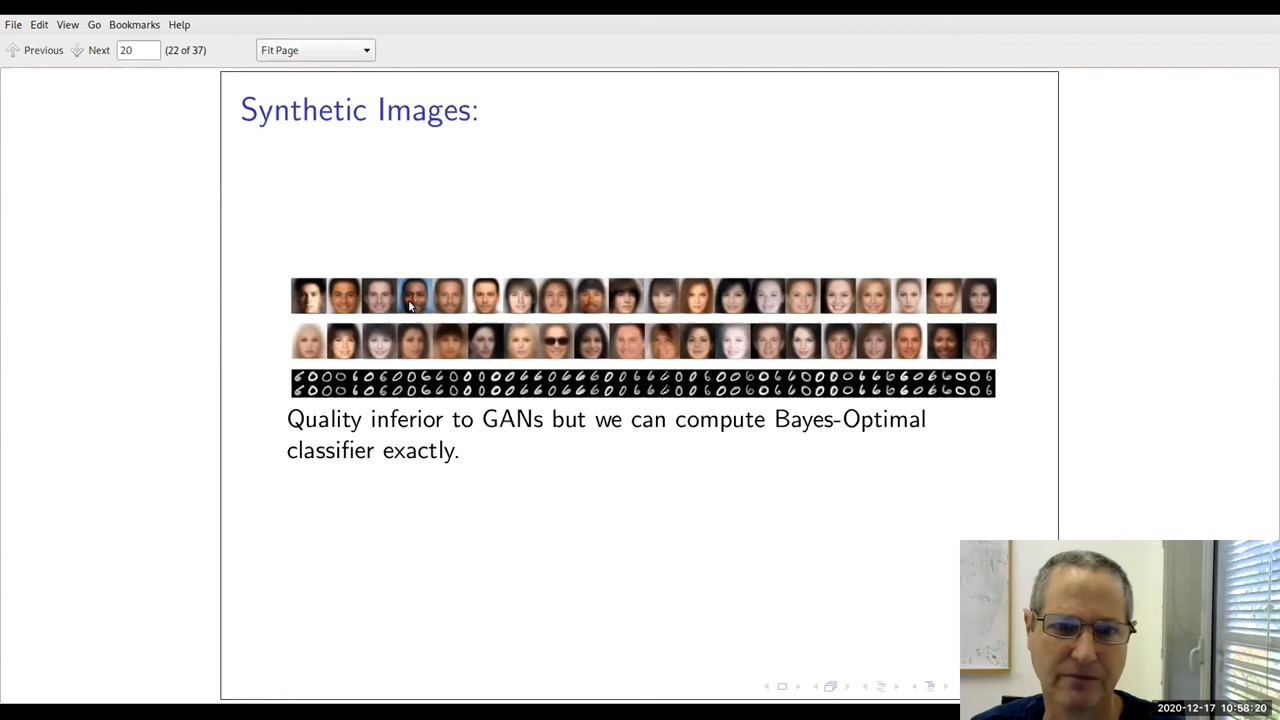 File Edit View Go Bookmarks Help
Previous Next 20 (22 of 37) Fit Page
Synthetic Images:
Quality inferior to GANs but we can compute Bayes-Optimal
classifier exactly.
2020-12-17 10:58:20